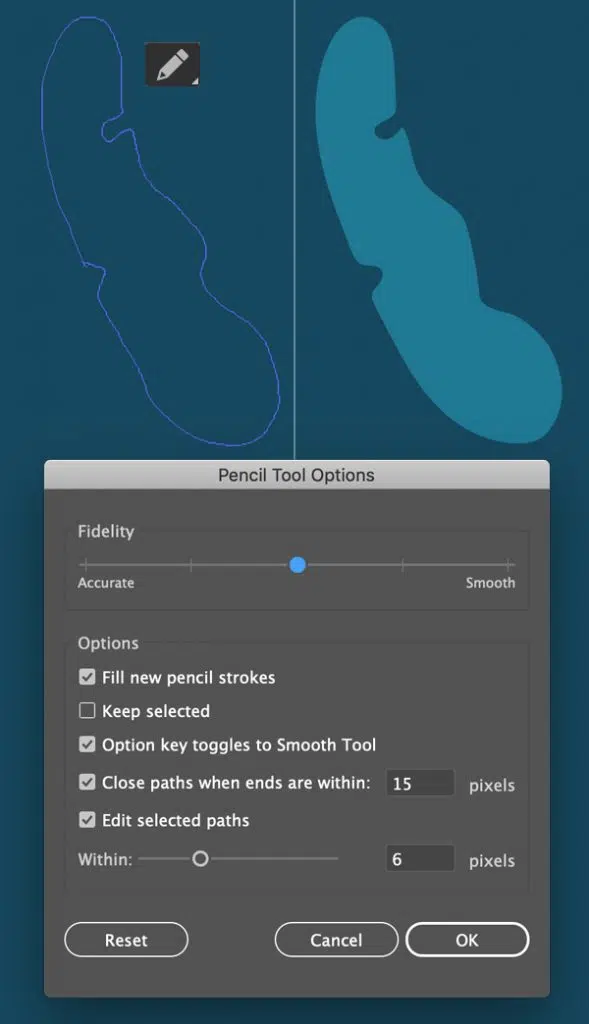 Pencil Tool Options
Fidelity
Accurate Smooth
Options
Fill new pencil strokes
Keep selected
Option key toggles to Smooth Tool
Close paths when ends are within: 15 pixels
Edit selected paths
Within: 6 pixels
Reset Cancel OK